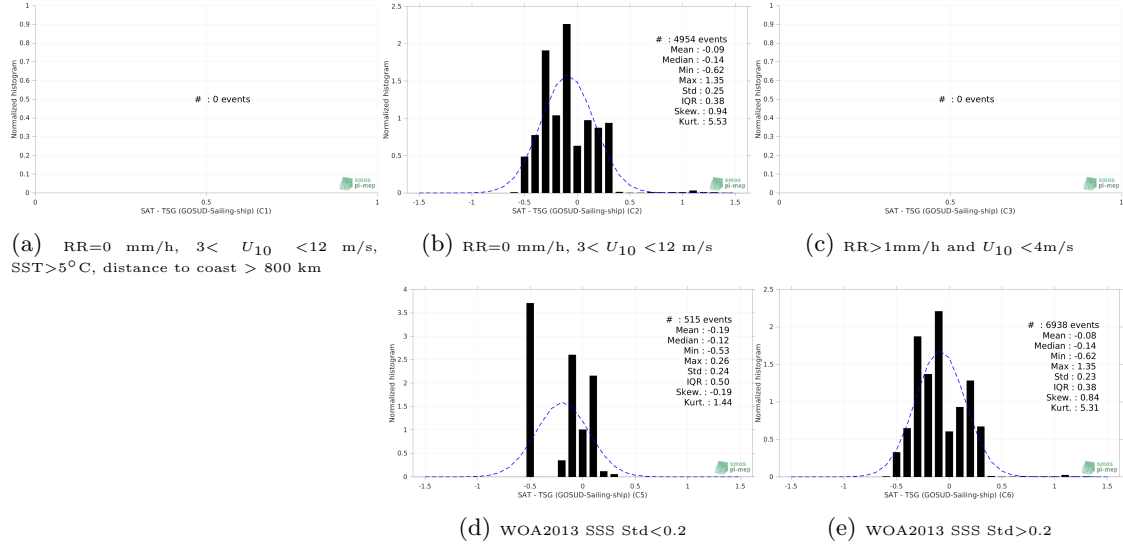 Normalized histogram
1
0.9
0.8
0.7
0.6
0.5
0.4
0.3
0.2
0.1
0
# : 0 events
smos
pi-mep
0 0.5 1
SAT - TSG (GOSUD-Sailing-ship) (C1)
(a) RR=0 mm/h, 3< U10 <12 m/s,
SST>5°C, distance to coast > 800 km
Normalized histogram
2.5
2
1.5
1
0.5
0
# : 4954 events
Mean : -0.09
Median : -0.14
Min : -0.62
Max : 1.35
Std : 0.25
IQR : 0.38
Skew. : 0.94
Kurt. : 5.53
smos
pi-mep
-1.5 -1 -0.5 0 0.5 1 1.5
SAT - TSG (GOSUD-Sailing-ship) (C2)
(b) RR=0 mm/h, 3< U10 <12 m/s
Normalized histogram
1
0.9
0.8
0.7
0.6
0.5
0.4
0.3
0.2
0.1
0
# : 0 events
smos
pi-mep
0 0.5 1
SAT - TSG (GOSUD-Sailing-ship) (C3)
(c) RR>1mm/h and U10 <4m/s
Normalized histogram
4
3.5
3
2.5
2
1.5
1
0.5
0
# : 515 events
Mean : -0.19
Median : -0.12
Min : -0.53
Max : 0.26
Std : 0.24
IQR : 0.50
Skew. : -0.19
Kurt. : 1.44
smos
pi-mep
-1.5 -1 -0.5 0 0.5 1 1.5
SAT - TSG (GOSUD-Sailing-ship) (C5)
(d) WOA2013 SSS Std<0.2
Normalized histogram
2.5
2
1.5
1
0.5
0
# : 6938 events
Mean : -0.08
Median : -0.14
Min : -0.62
Max : 1.35
Std : 0.23
IQR : 0.38
Skew. : 0.84
Kurt. : 5.31
smos
pi-mep
-1.5 -1 -0.5 0 0.5 1 1.5
SAT - TSG (GOSUD-Sailing-ship) (C6)
(e) WOA2013 SSS Std>0.2